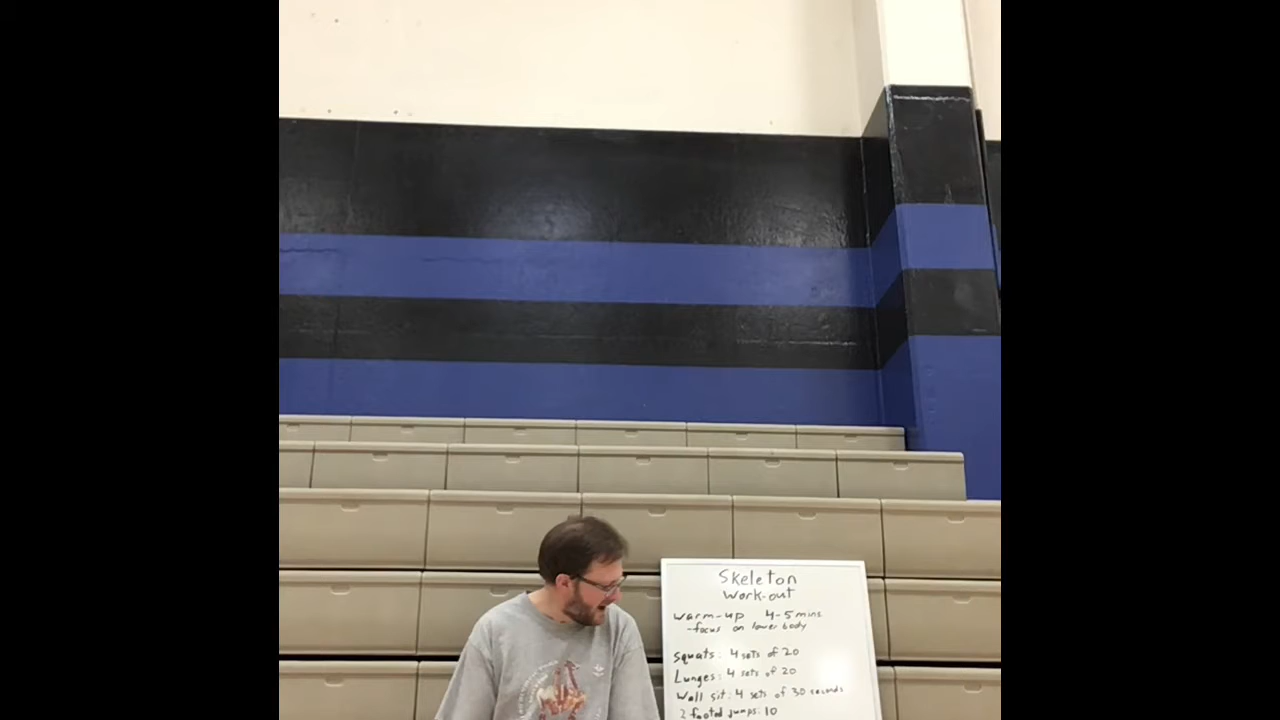 Skeleton
Work-out
Warm-up 4-5 mins
-focus on lower body
Squats: 4 sets of 20
Lunges: 4 sets of 20
Wall sit: 4 sets of 30 seconds
2 footed jumps: 10